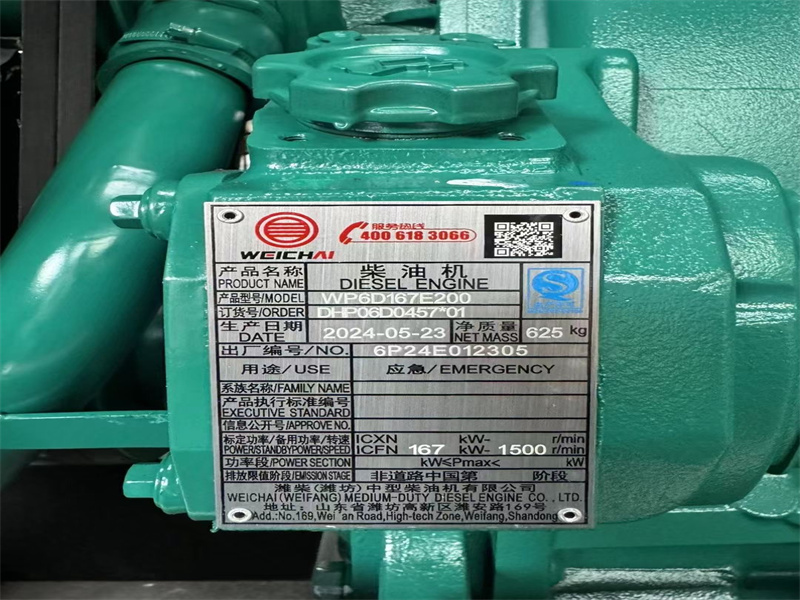 服务热线
400 618 3066
WEICHAI
产品名称 柴油机
PRODUCT NAME DIESEL ENGINE
产品型号/MODEL WP6D167E200
订货号/ORDER DHP06D0457*01
生产日期 2024-05-23 净质量 625 kg
DATE NET MASS
出厂编号/NO. 6P24E012305
用途/USE 应急/EMERGENCY
系族名称/FAMILY NAME
产品执行标准编号
EXECUTIVE STANDARD
信息公开号/APPROVE NO.
标定功率/备用功率/转速 ICXN kW- r/min
POWER/STANDBYPOWER/SPEED ICFN 167 kW- 1500 r/min
功率段/POWER SECTION kW≤Pmax< kW
排放限值阶段/EMISSION STAGE 非道路中国第 阶段
潍柴(潍坊)中型柴油机有限公司
WEICHAI(WEIFANG) MEDIUM-DUTY DIESEL ENGINE CO., LTD.
地址: 山东省潍坊高新区潍安路169号
Add.:No.169,Wei'an Road,High-tech Zone,Weifang,Shandong